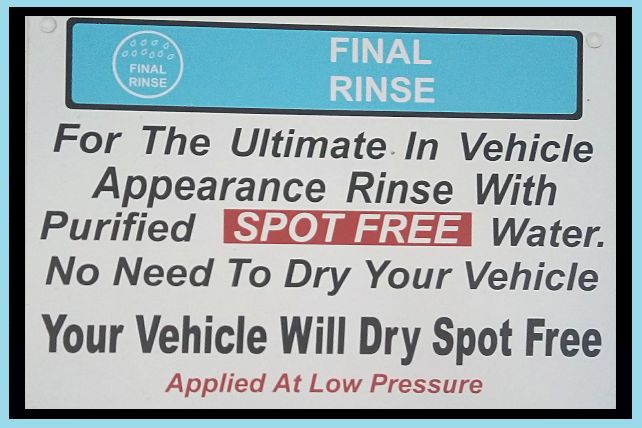 FINAL
RINSE
FINAL
RINSE
For The Ultimate In Vehicle
Appearance Rinse With
Purified SPOT FREE Water.
No Need To Dry Your Vehicle
Your Vehicle Will Dry Spot Free
Applied At Low Pressure